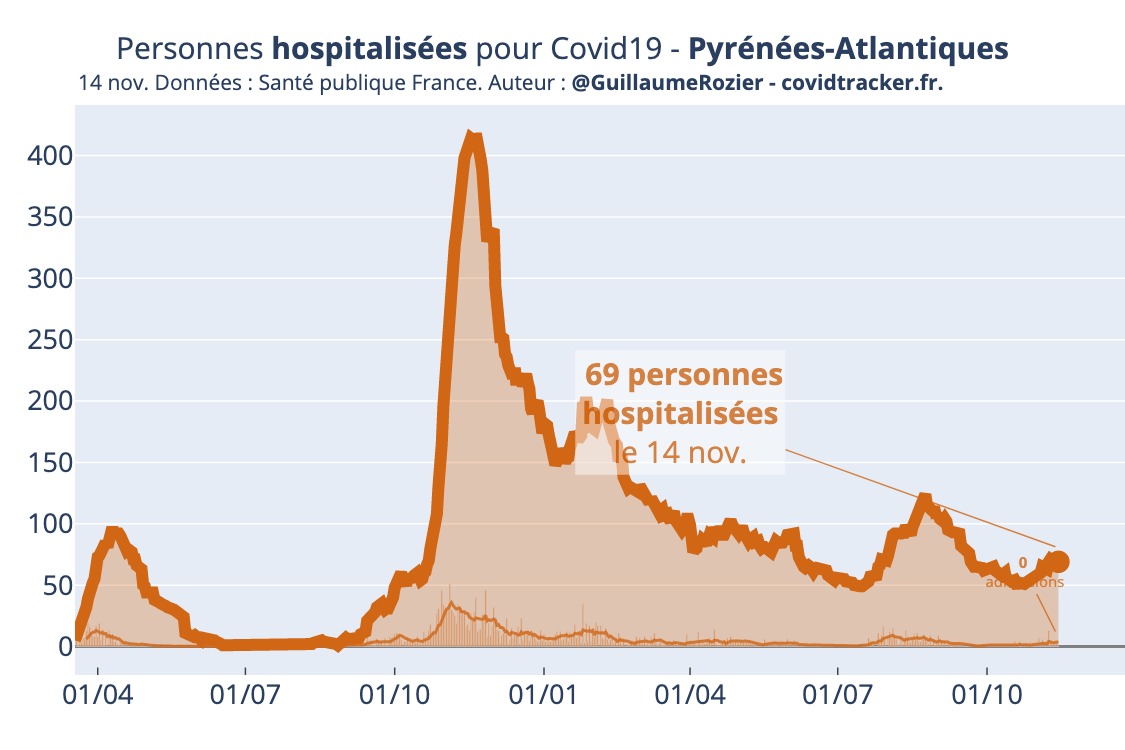 Personnes hospitalisées pour Covid19 - Pyrénées-Atlantiques
14 nov. Données : Santé publique France. Auteur : @GuillaumeRozier - covidtracker.fr.
400
350
300
250
200
150
100
50
0
69 personnes
hospitalisées
le 14 nov.
0
admissions
01/04
01/07
01/10
01/01
01/04
01/07
01/10